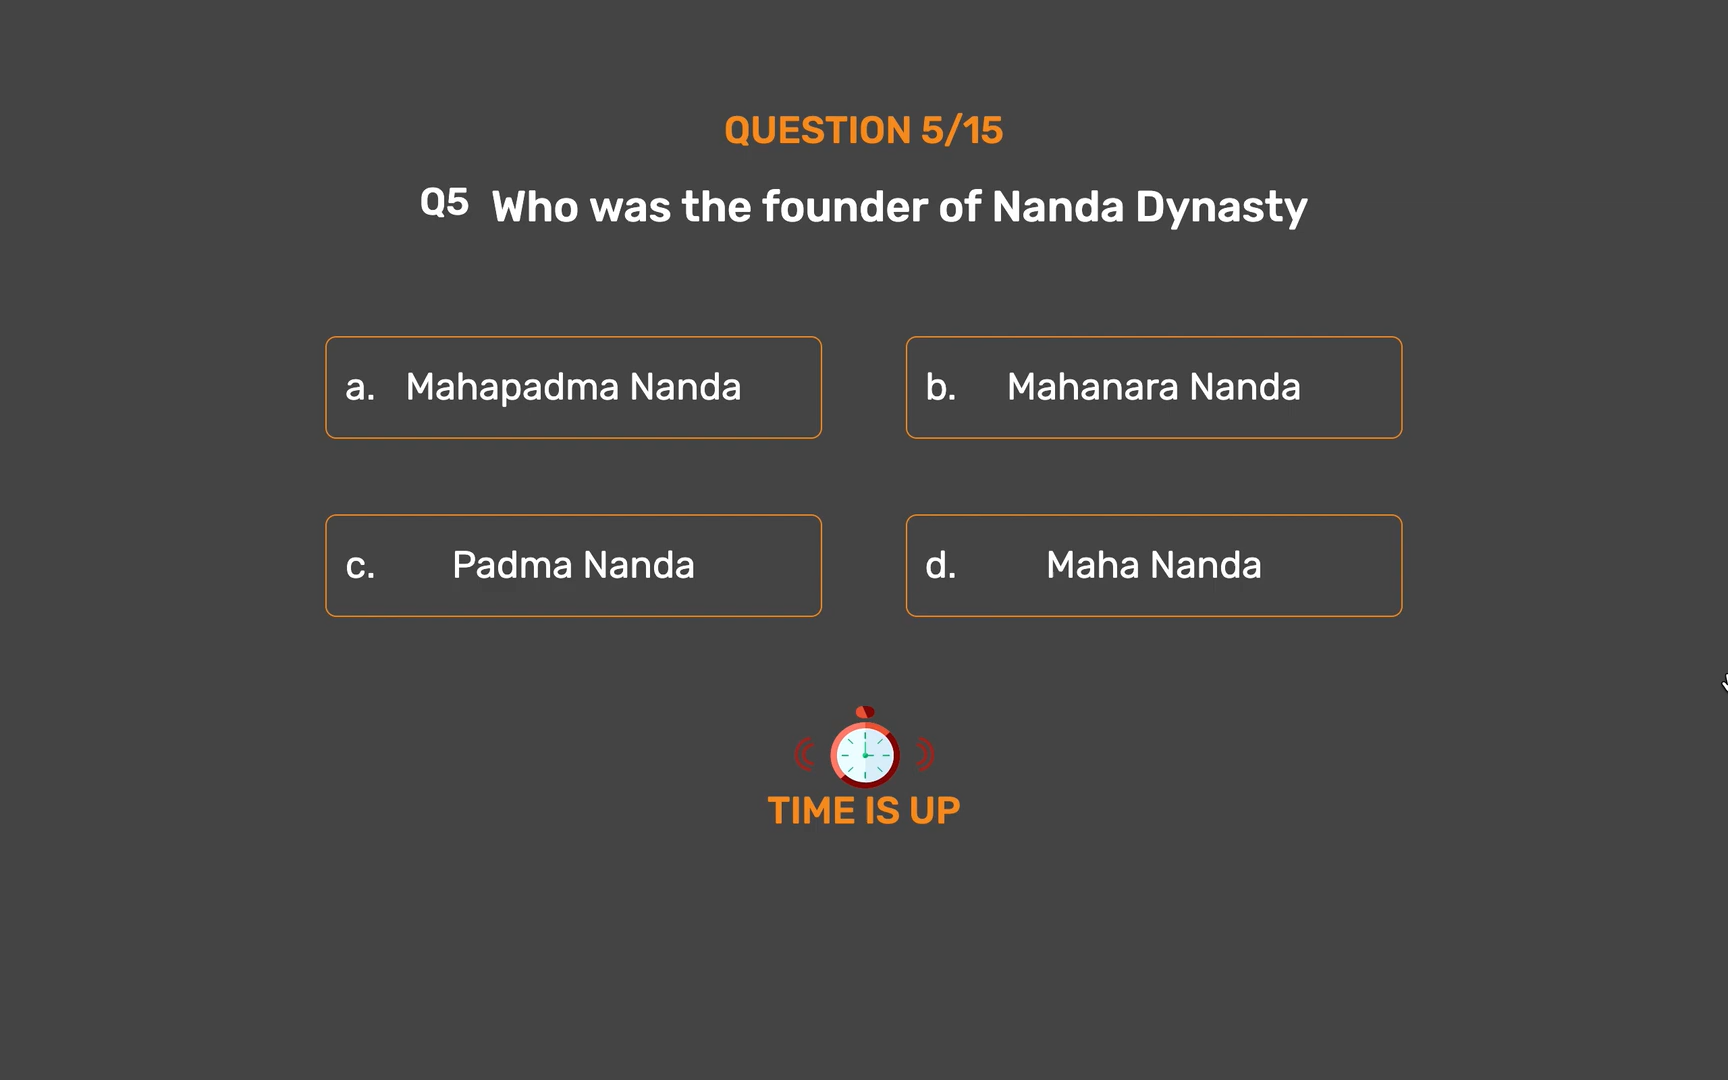 QUESTION 5/15
Q5 Who was the founder of Nanda Dynasty
a. Mahapadma Nanda
b. Mahanara Nanda
c. Padma Nanda
d. Maha Nanda
TIME IS UP